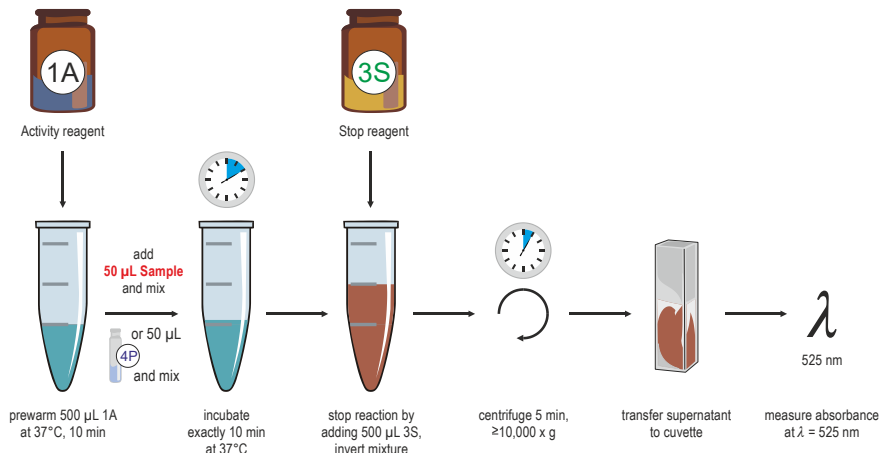 1A
3S
Activity reagent
Stop reagent
add
50 µL Sample
and mix
or 50 µL
4P
and mix
525 nm
prewarm 500 µL 1A
at 37°C, 10 min
incubate
exactly 10 min
at 37°C
stop reaction by
adding 500 µL 3S,
invert mixture
centrifuge 5 min,
≥10,000 x g
transfer supernatant
to cuvette
measure absorbance
at λ = 525 nm
λ